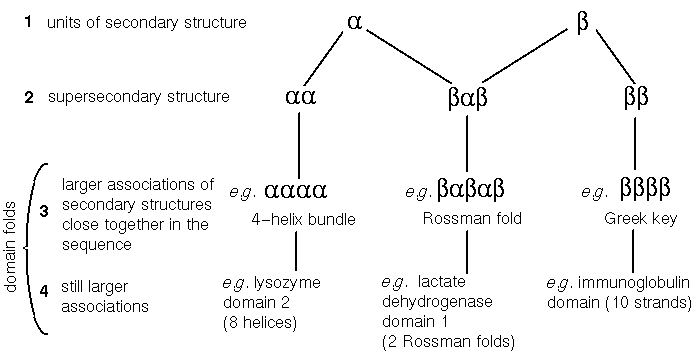 1 units of secondary structure α β
2 supersecondary structure αα βαβ ββ
domain folds
3 larger associations of
secondary structures
close together in the
sequence
e.g. αααα
4–helix bundle
e.g. βαβαβ
Rossman fold
e.g. ββββ
Greek key
4 still larger
associations
e.g. lysozyme
domain 2
(8 helices)
e.g. lactate
dehydrogenase
domain 1
(2 Rossman folds)
e.g. immunoglobulin
domain (10 strands)